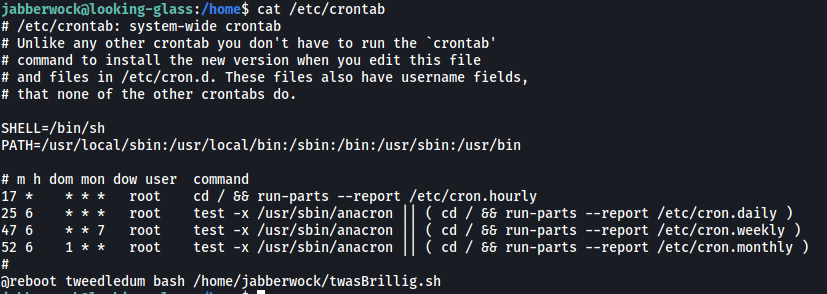 jabberwock@looking-glass:/home$ cat /etc/crontab
# /etc/crontab: system-wide crontab
# Unlike any other crontab you don't have to run the `crontab'
# command to install the new version when you edit this file
# and files in /etc/cron.d. These files also have username fields,
# that none of the other crontabs do.
SHELL=/bin/sh
PATH=/usr/local/sbin:/usr/local/bin:/sbin:/bin:/usr/sbin:/usr/bin
# m h dom mon dow user  command
17 *    * * *   root    cd / && run-parts --report /etc/cron.hourly
25 6    * * *   root    test -x /usr/sbin/anacron || ( cd / && run-parts --report /etc/cron.daily )
47 6    * * 7   root    test -x /usr/sbin/anacron || ( cd / && run-parts --report /etc/cron.weekly )
52 6    1 * *   root    test -x /usr/sbin/anacron || ( cd / && run-parts --report /etc/cron.monthly )
#
@reboot tweedledum bash /home/jabberwock/twasBrillig.sh
jabberwock@looking-glass:/home$